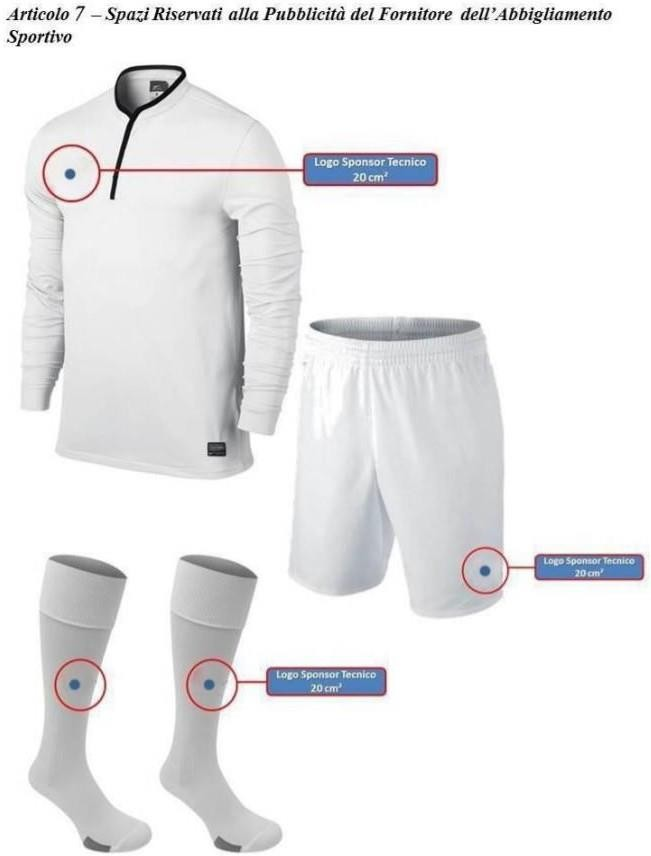 Articolo 7 – Spazi Riservati alla Pubblicità del Fornitore dell'Abbigliamento
Sportivo
Logo Sponsor Tecnico
20 cm²
Logo Sponsor Tecnico
20 cm²
Logo Sponsor Tecnico
20 cm²